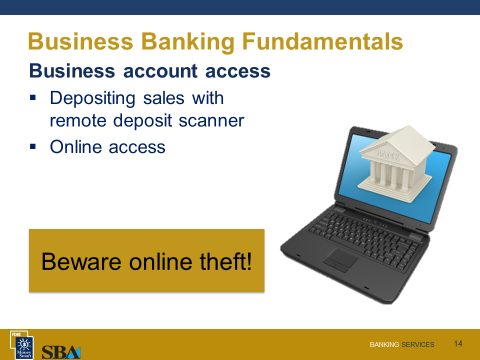 Business Banking Fundamentals
Business account access
▪ Depositing sales with
remote deposit scanner
▪ Online access
Beware online theft!
SBA
BANKING SERVICES 14